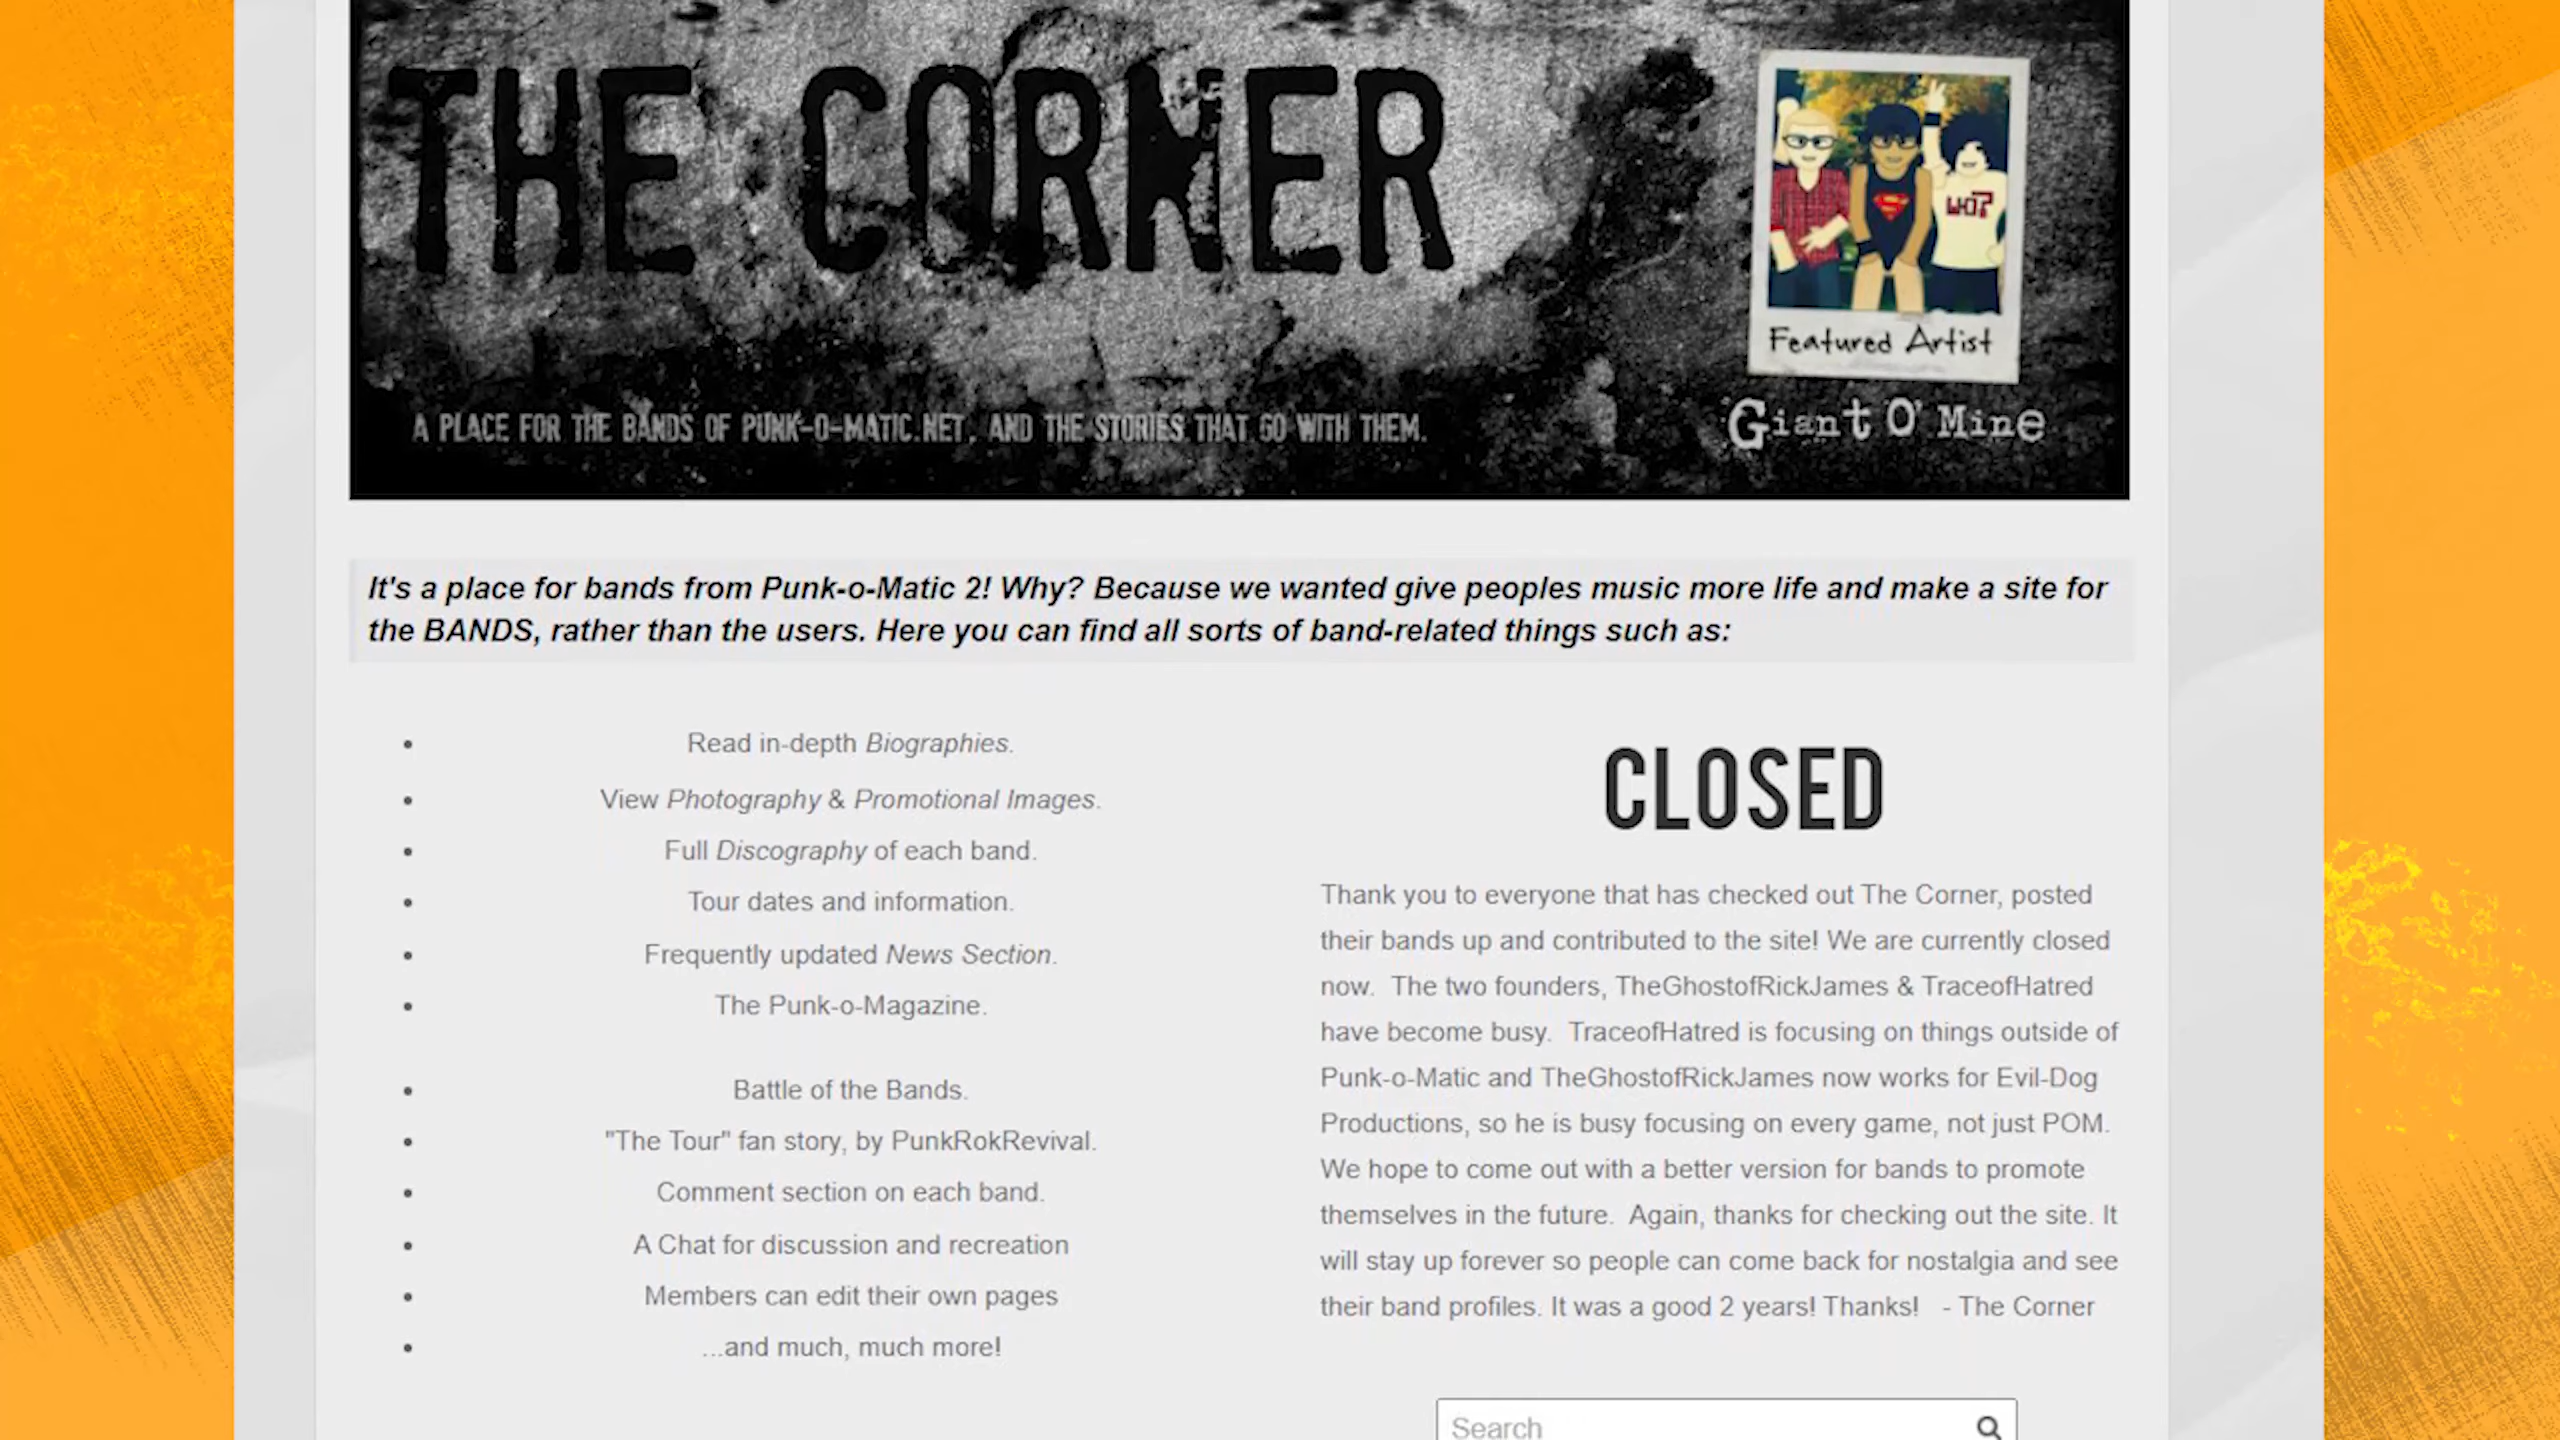 THE CORNER
WO?
Featured Artist
A PLACE FOR THE BANDS OF PUNK-O-MATIC.NET, AND THE STORIES THAT GO WITH THEM.
Giant O' Mine
It's a place for bands from Punk-o-Matic 2! Why? Because we wanted give peoples music more life and make a site for
the BANDS, rather than the users. Here you can find all sorts of band-related things such as:
• Read in-depth Biographies.
• View Photography & Promotional Images.
• Full Discography of each band.
• Tour dates and information.
• Frequently updated News Section.
• The Punk-o-Magazine.
• Battle of the Bands.
• "The Tour" fan story, by PunkRokRevival.
• Comment section on each band.
• A Chat for discussion and recreation
• Members can edit their own pages
• ...and much, much more!
CLOSED
Thank you to everyone that has checked out The Corner, posted
their bands up and contributed to the site! We are currently closed
now.  The two founders, TheGhostofRickJames & TraceofHatred
have become busy.  TraceofHatred is focusing on things outside of
Punk-o-Matic and TheGhostofRickJames now works for Evil-Dog
Productions, so he is busy focusing on every game, not just POM.
We hope to come out with a better version for bands to promote
themselves in the future.  Again, thanks for checking out the site. It
will stay up forever so people can come back for nostalgia and see
their band profiles. It was a good 2 years! Thanks!   - The Corner
Search